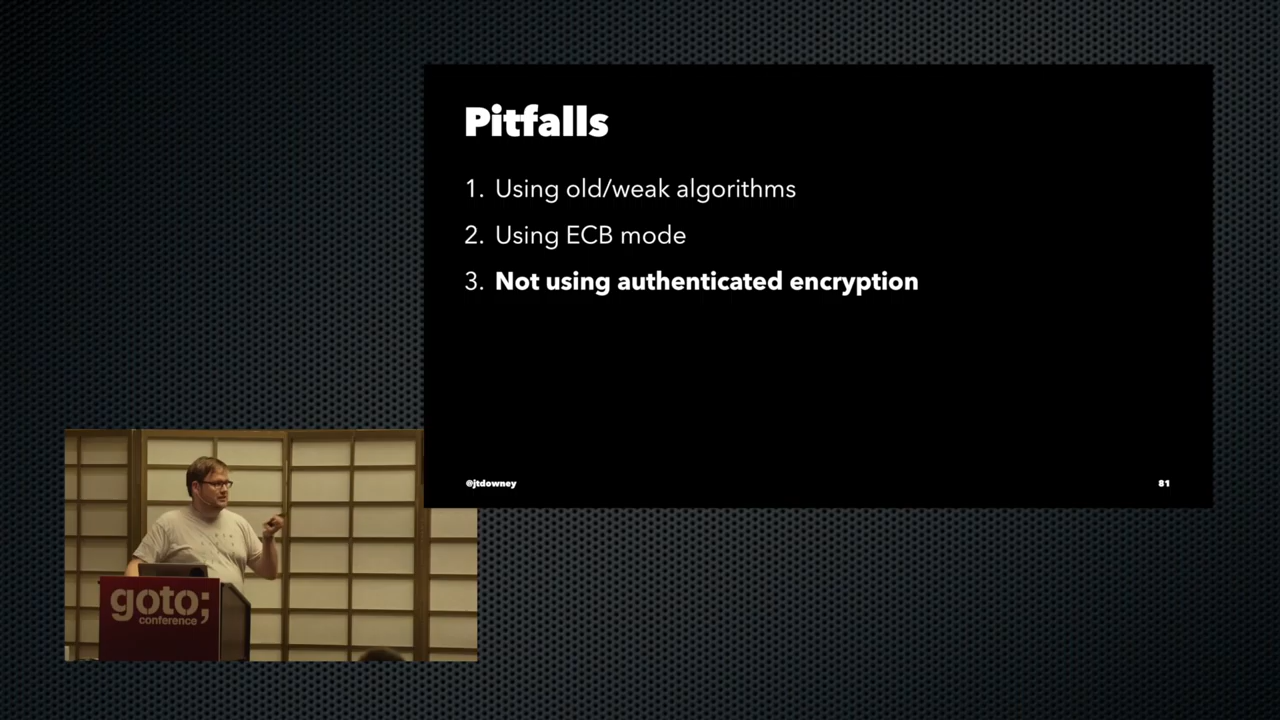 Pitfalls
1. Using old/weak algorithms
2. Using ECB mode
3. Not using authenticated encryption
@jtdowney
81
goto;
conference